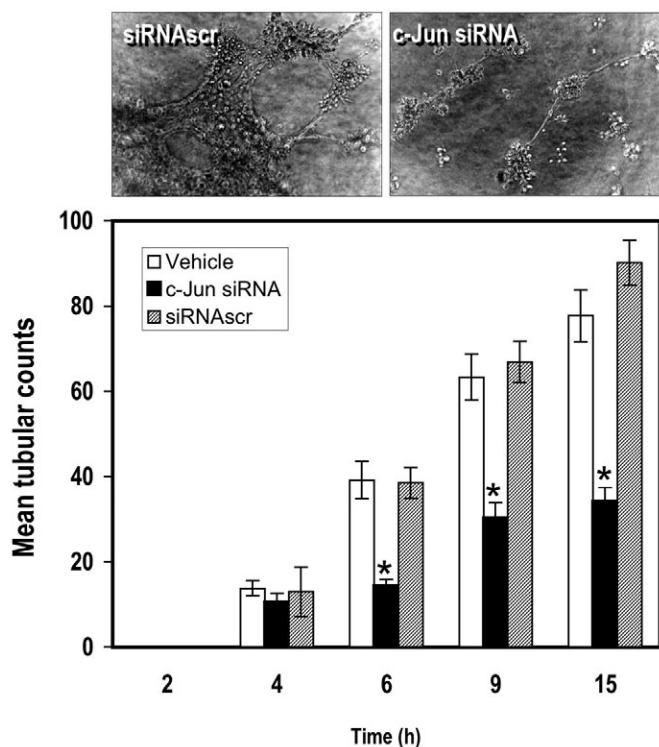 siRNAscr
c-Jun siRNA
100
80
60
40
20
0
Mean tubular counts
Vehicle
c-Jun siRNA
siRNAscr
*
*
*
2 4 6 9 15
Time (h)